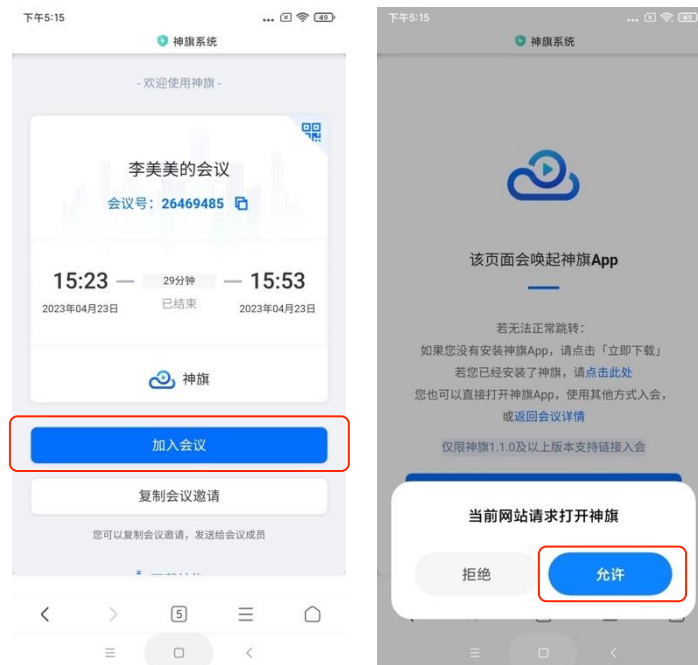 下午5:15
49
神旗系统
- 欢迎使用神旗 -
李美美的会议
会议号：26469485
15:23 — 29分钟 — 15:53
2023年04月23日 已结束 2023年04月23日
神旗
加入会议
复制会议邀请
您可以复制会议邀请，发送给会议成员
5
下午5:15
49
神旗系统
该页面会唤起神旗App
若无法正常跳转：
如果您没有安装神旗App，请点击「立即下载」
若您已经安装了神旗，请点击此处
您也可以直接打开神旗App，使用其他方式入会，
或返回会议详情
仅限神旗1.1.0及以上版本支持链接入会
当前网站请求打开神旗
拒绝
允许